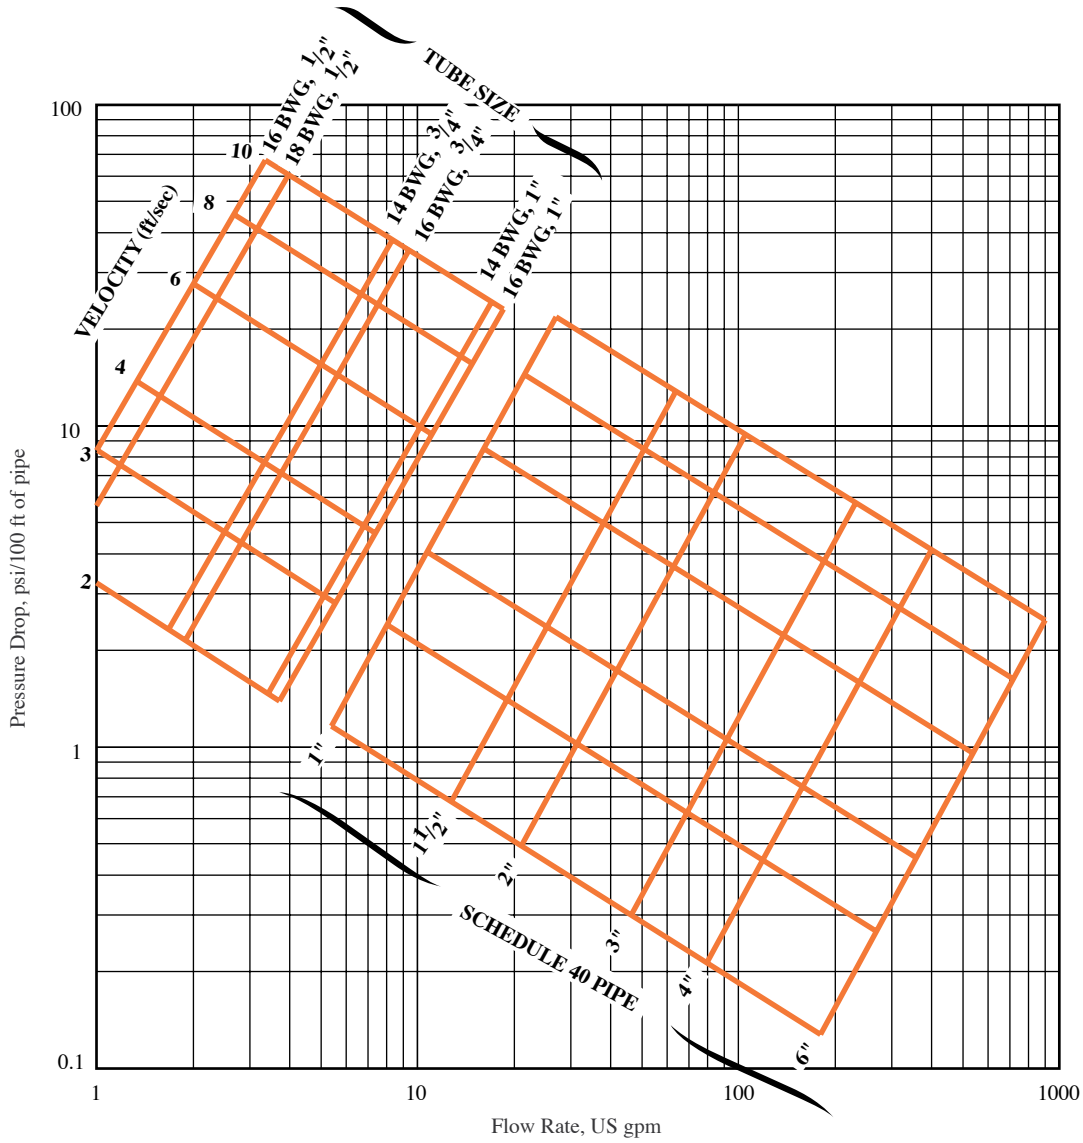 TUBE SIZE
16 BWG, 1/2"
18 BWG, 1/2"
14 BWG, 3/4"
16 BWG, 3/4"
14 BWG, 1"
16 BWG, 1"
VELOCITY (ft/sec)
10
8
6
4
3
2
100
10
1
0.1
Pressure Drop, psi/100 ft of pipe
1"
1 1/2"
2"
3"
4"
6"
SCHEDULE 40 PIPE
1
10
100
1000
Flow Rate, US gpm